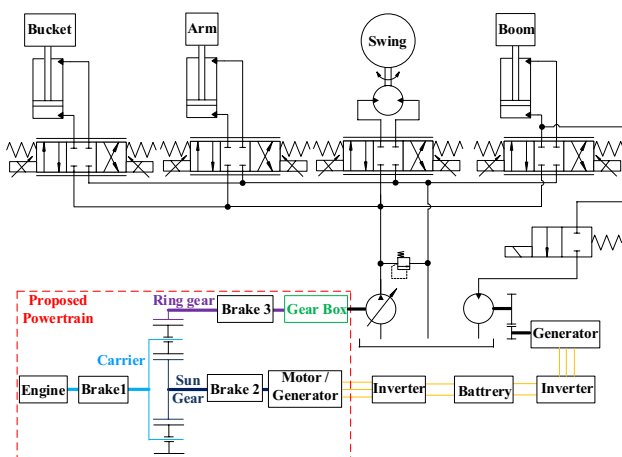 Bucket
Arm
Swing
Boom
Proposed
Powertrain
Ring gear
Brake 3
Gear Box
Carrier
Generator
Engine
Brake1
Sun
Gear
Brake 2
Motor /
Generator
Inverter
Battrery
Inverter